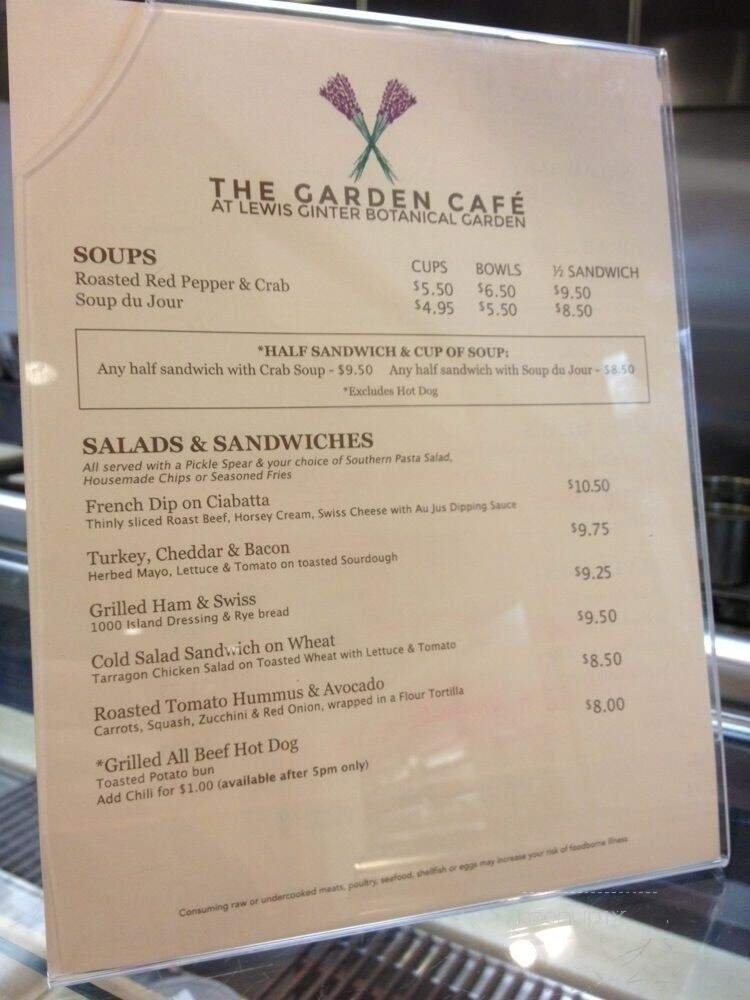 THE GARDEN CAFÉ
AT LEWIS GINTER BOTANICAL GARDEN
SOUPS CUPS BOWLS ½ SANDWICH
Roasted Red Pepper & Crab $5.50 $6.50 $9.50
Soup du Jour $4.95 $5.50 $8.50
*HALF SANDWICH & CUP OF SOUP:
Any half sandwich with Crab Soup - $9.50 Any half sandwich with Soup du Jour - $8.50
*Excludes Hot Dog
SALADS & SANDWICHES
All served with a Pickle Spear & your choice of Southern Pasta Salad,
Housemade Chips or Seasoned Fries
French Dip on Ciabatta $10.50
Thinly sliced Roast Beef, Horsey Cream, Swiss Cheese with Au Jus Dipping Sauce
Turkey, Cheddar & Bacon $9.75
Herbed Mayo, Lettuce & Tomato on toasted Sourdough
Grilled Ham & Swiss $9.25
1000 Island Dressing & Rye bread
Cold Salad Sandwich on Wheat $9.50
Tarragon Chicken Salad on Toasted Wheat with Lettuce & Tomato
Roasted Tomato Hummus & Avocado $8.50
Carrots, Squash, Zucchini & Red Onion, wrapped in a Flour Tortilla
*Grilled All Beef Hot Dog $8.00
Toasted Potato bun
Add Chili for $1.00 (available after 5pm only)
Consuming raw or undercooked meats, poultry, seafood, shellfish or eggs may increase your risk of foodborne illness